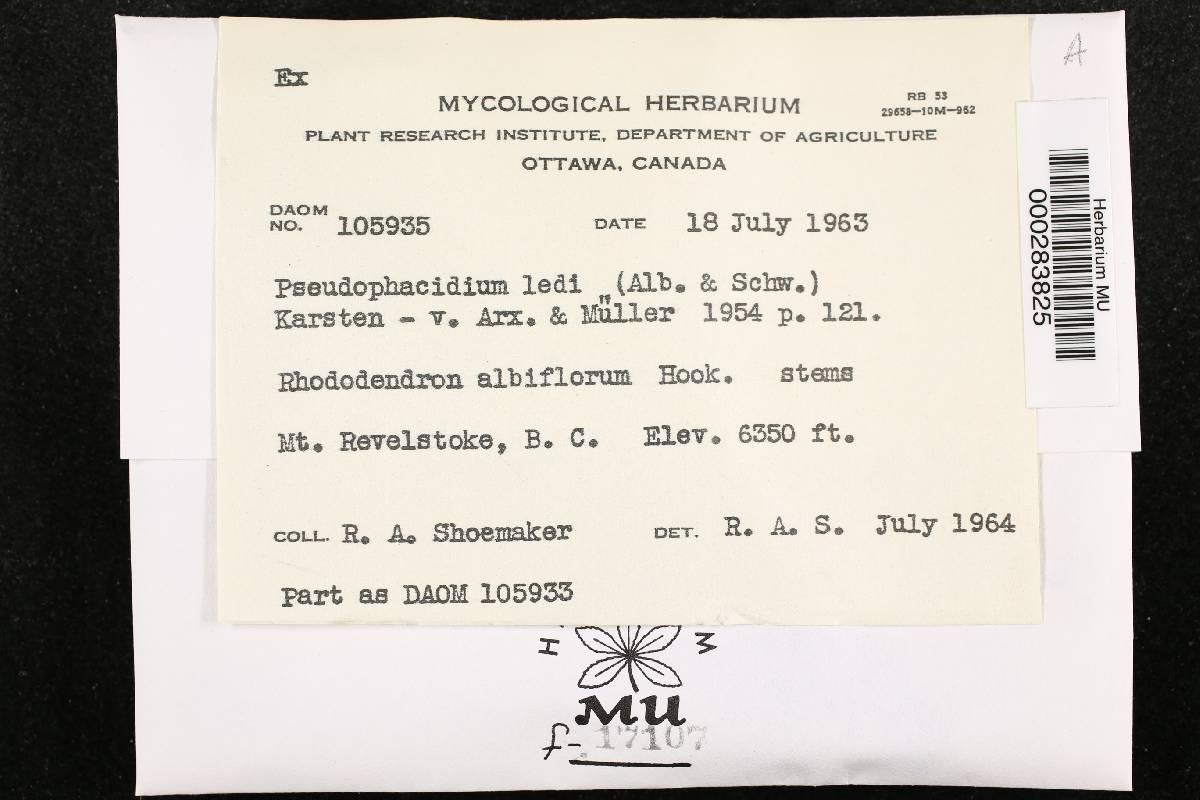 A
Ex
MYCOLOGICAL HERBARIUM
RB 53
29658-10M-962
PLANT RESEARCH INSTITUTE, DEPARTMENT OF AGRICULTURE
OTTAWA, CANADA
DAOM NO. 105935 DATE 18 July 1963
Pseudophacidium ledi (Alb. & Schw.)
Karsten - v. Arx. & Müller 1954 p. 121.
Rhododendron albiflorum Hook. stems
Mt. Revelstoke, B. C. Elev. 6350 ft.
COLL. R. A. Shoemaker DET. R. A. S. July 1964
Part as DAOM 105933
Herbarium MU
000283825
H M
MU
f-17107